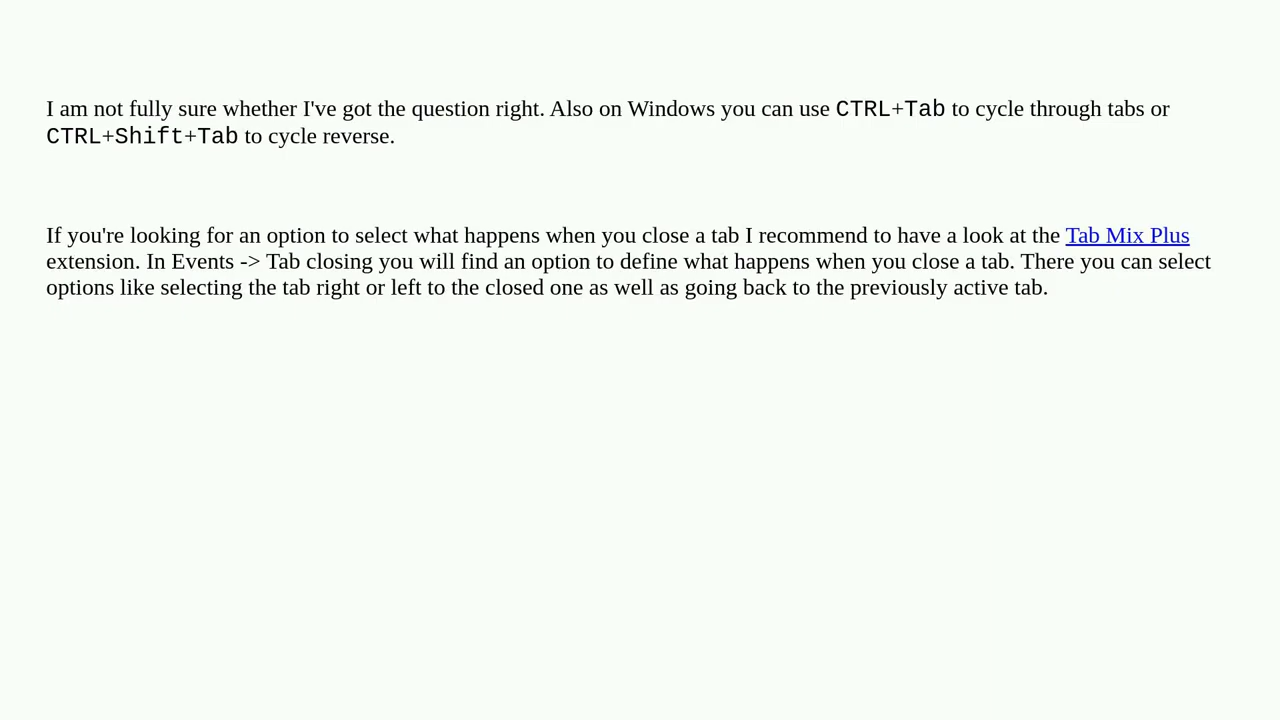 I am not fully sure whether I've got the question right. Also on Windows you can use CTRL+Tab to cycle through tabs or
CTRL+Shift+Tab to cycle reverse.
If you're looking for an option to select what happens when you close a tab I recommend to have a look at the Tab Mix Plus
extension. In Events -> Tab closing you will find an option to define what happens when you close a tab. There you can select
options like selecting the tab right or left to the closed one as well as going back to the previously active tab.